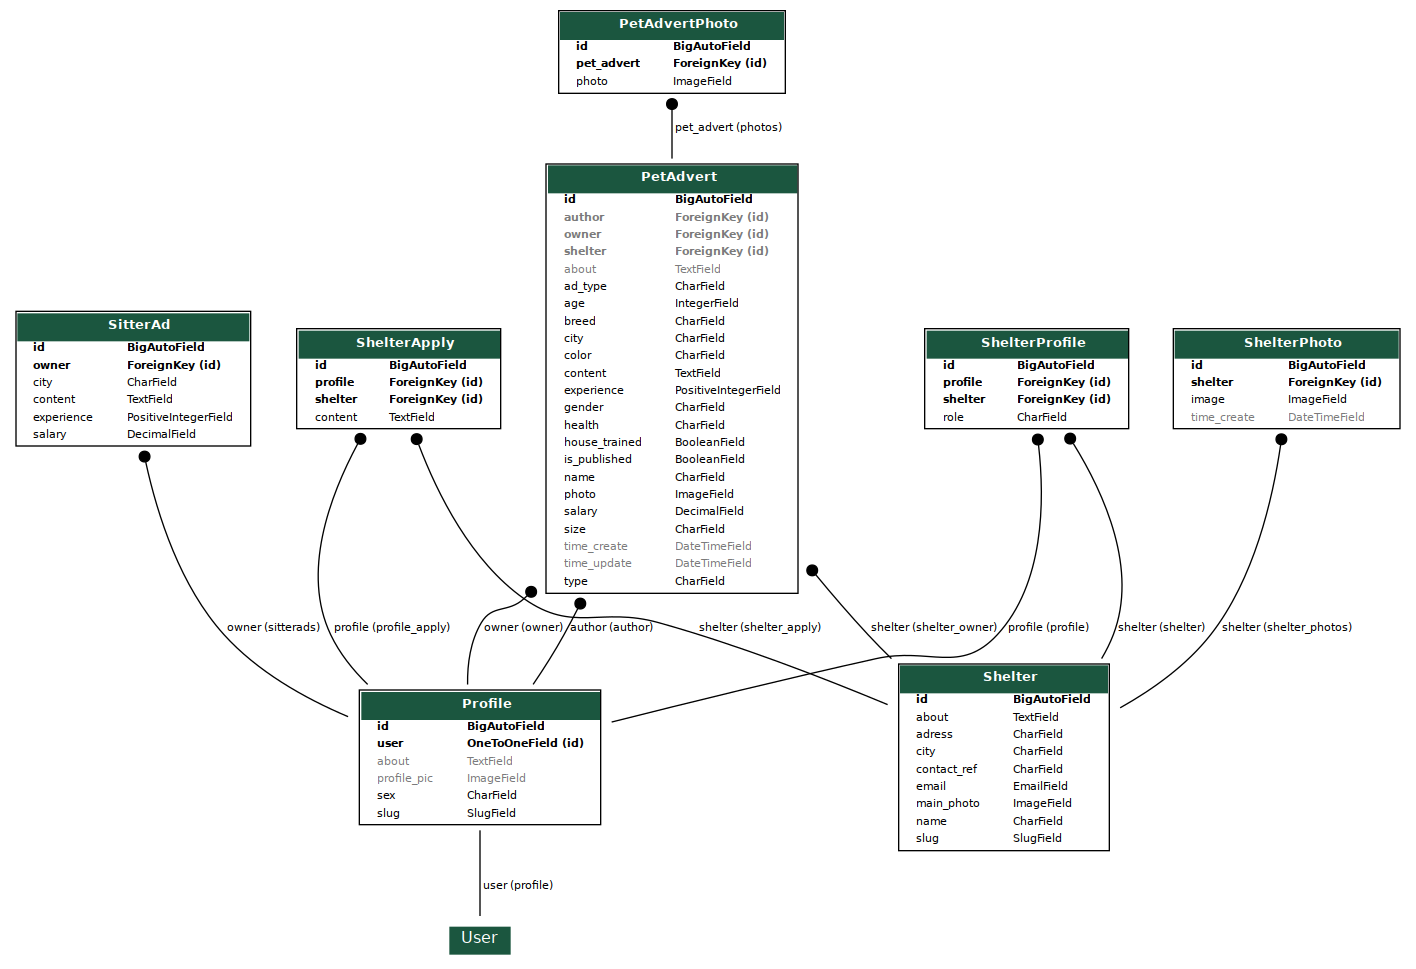 PetAdvertPhoto
id BigAutoField
pet_advert ForeignKey (id)
photo ImageField
pet_advert (photos)
PetAdvert
id BigAutoField
author ForeignKey (id)
owner ForeignKey (id)
shelter ForeignKey (id)
about TextField
ad_type CharField
age IntegerField
breed CharField
city CharField
color CharField
content TextField
experience PositiveIntegerField
gender CharField
health CharField
house_trained BooleanField
is_published BooleanField
name CharField
photo ImageField
salary DecimalField
size CharField
time_create DateTimeField
time_update DateTimeField
type CharField
SitterAd
id BigAutoField
owner ForeignKey (id)
city CharField
content TextField
experience PositiveIntegerField
salary DecimalField
ShelterApply
id BigAutoField
profile ForeignKey (id)
shelter ForeignKey (id)
content TextField
ShelterProfile
id BigAutoField
profile ForeignKey (id)
shelter ForeignKey (id)
role CharField
ShelterPhoto
id BigAutoField
shelter ForeignKey (id)
image ImageField
time_create DateTimeField
owner (sitterads)
profile (profile_apply)
owner (owner)
author (author)
shelter (shelter_apply)
shelter (shelter_owner)
profile (profile)
shelter (shelter)
shelter (shelter_photos)
Profile
id BigAutoField
user OneToOneField (id)
about TextField
profile_pic ImageField
sex CharField
slug SlugField
Shelter
id BigAutoField
about TextField
adress CharField
city CharField
contact_ref CharField
email EmailField
main_photo ImageField
name CharField
slug SlugField
user (profile)
User